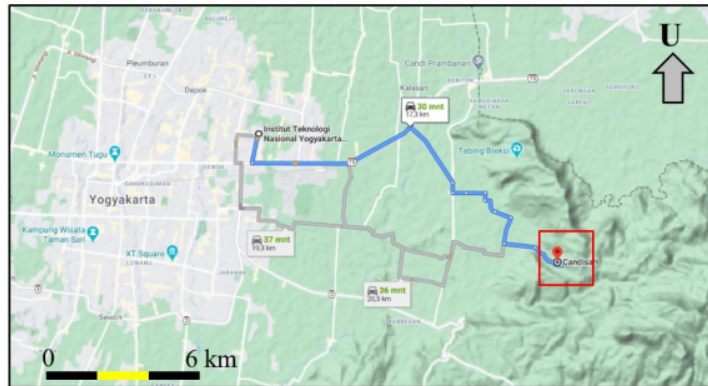 U
Pleumburan
Depok
Candi Prambanan
Kalasan
30 mnt
17,3 km
Institut Teknologi
Nasional Yogyakarta...
Monumen Tugu
Tebing Breksi
Yogyakarta
Kampung Wisata
Taman Sari
XT Square
37 mnt
19,3 km
Candisari
36 mnt
20,3 km
Sewon
0 6 km